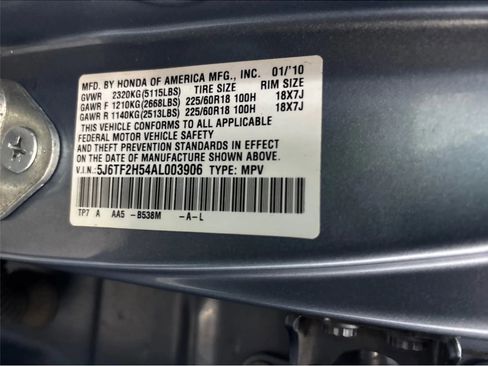 MFD. BY HONDA OF AMERICA MFG., INC. 01/'10
GVWR 2320KG(5115LBS) TIRE SIZE RIM SIZE
GAWR F 1210KG(2668LBS) 225/60R18 100H 18X7J
GAWR R 1140KG(2513LBS) 225/60R18 100H 18X7J
THIS VEHICLE CONFORMS TO ALL APPLICABLE
FEDERAL MOTOR VEHICLE SAFETY
AND THEFT PREVENTION STANDARDS IN EFFECT
ON THE DATE OF MANUFACTURE SHOWN ABOVE.
V.I.N.: 5J6TF2H54AL003906 TYPE: MPV
TP7 A AA5 -B538M -A-L